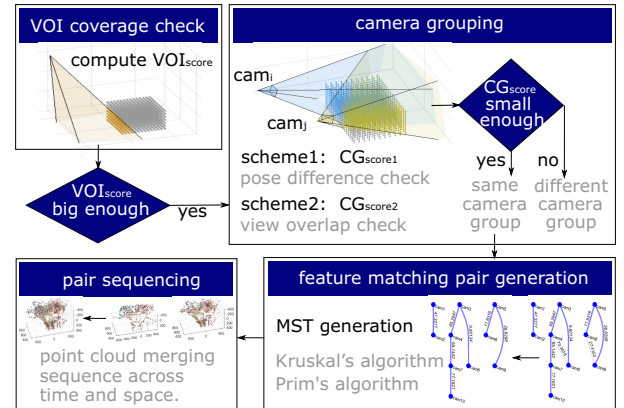 VOI coverage check
compute VOIscore
VOIscore
big enough
yes
camera grouping
cami
camj
scheme1: CGscore1
pose difference check
scheme2: CGscore2
view overlap check
CGscore
small
enough
yes
no
same
camera
group
different
camera
group
pair sequencing
point cloud merging
sequence across
time and space.
feature matching pair generation
MST generation
Kruskal's algorithm
Prim's algorithm